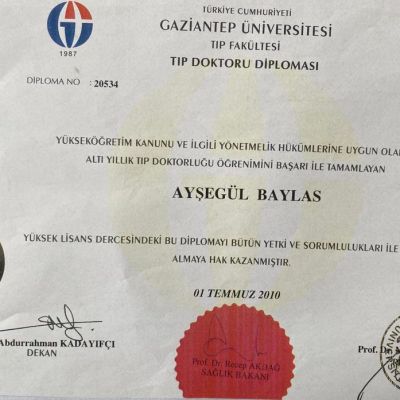 TÜRKİYE CUMHURİYETİ
GAZİANTEP ÜNİVERSİTESİ
TIP FAKÜLTESİ
TIP DOKTORU DİPLOMASI
1987
DİPLOMA NO : 20534
YÜKSEKÖĞRETİM KANUNU VE İLGİLİ YÖNETMELİK HÜKÜMLERİNE UYGUN OLA
ALTI YILLIK TIP DOKTORLUĞU ÖĞRENİMİNİ BAŞARI İLE TAMAMLAYAN
AYŞEGÜL BAYLAS
YÜKSEK LİSANS DERCESİNDEKİ BU DİPLOMAYI BÜTÜN YETKİ VE SORUMLULUKLARI İLE
ALMAYA HAK KAZANMIŞTIR.
01 TEMMUZ 2010
Abdurrahman KADAYIFÇI
DEKAN
Prof. Dr. Recep AKDAĞ
SAĞLIK BAKANI
Prof. Dr.